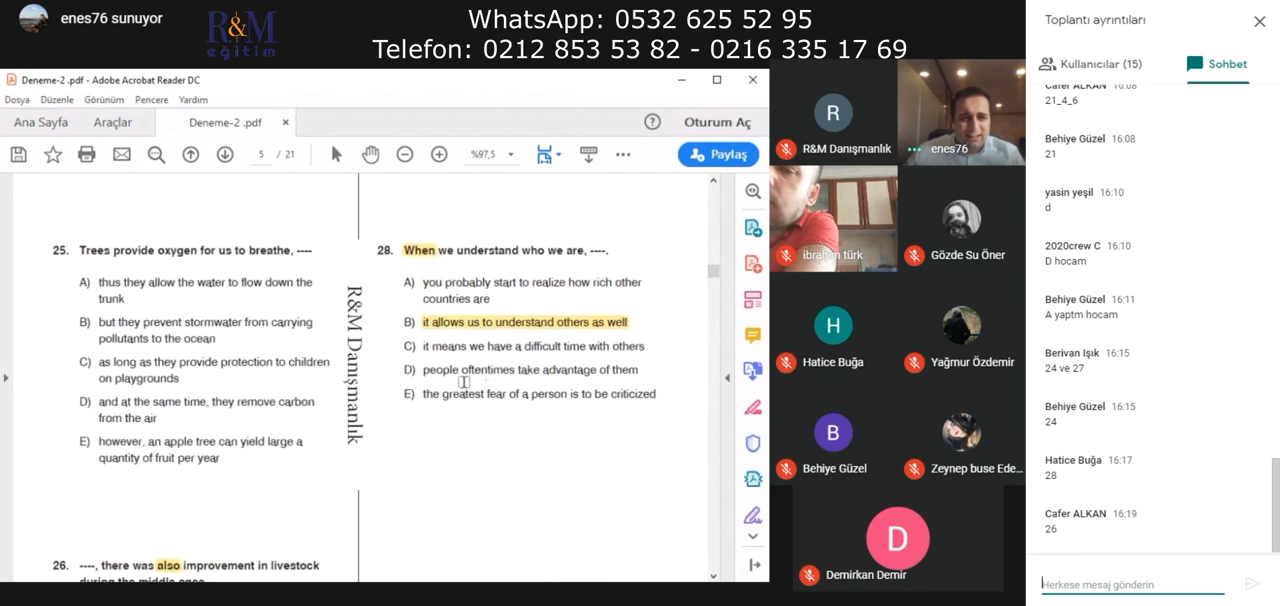 enes76 sunuyor
R&M
eğitim
WhatsApp: 0532 625 52 95
Telefon: 0212 853 53 82 - 0216 335 17 69
Deneme-2 .pdf - Adobe Acrobat Reader DC
Dosya Düzenle Görünüm Pencere Yardım
Ana Sayfa Araçlar Deneme-2 .pdf × Oturum Aç
5 / 21 %97,5 Paylaş
25. Trees provide oxygen for us to breathe, ----
A) thus they allow the water to flow down the
trunk
B) but they prevent stormwater from carrying
pollutants to the ocean
C) as long as they provide protection to children
on playgrounds
D) and at the same time, they remove carbon
from the air
E) however, an apple tree can yield large a
quantity of fruit per year
26. ----, there was also improvement in livestock
during the middle ages
R&M Danışmanlık
28. When we understand who we are, ----.
A) you probably start to realize how rich other
countries are
B) it allows us to understand others as well
C) it means we have a difficult time with others
D) people oftentimes take advantage of them
E) the greatest fear of a person is to be criticized
R
R&M Danışmanlık
enes76
ibrahim türk
Gözde Su Öner
H
Hatice Buğa
Yağmur Özdemir
B
Behiye Güzel
Zeynep buse Ede...
D
Demirkan Demir
Toplantı ayrıntıları
Kullanıcılar (15) Sohbet
Cafer ALKAN 16:08
21_4_6
Behiye Güzel 16:08
21
yasin yeşil 16:10
d
2020crew C 16:10
D hocam
Behiye Güzel 16:11
A yaptm hocam
Berivan Işık 16:15
24 ve 27
Behiye Güzel 16:15
24
Hatice Buğa 16:17
28
Cafer ALKAN 16:19
26
Herkese mesaj gönderin